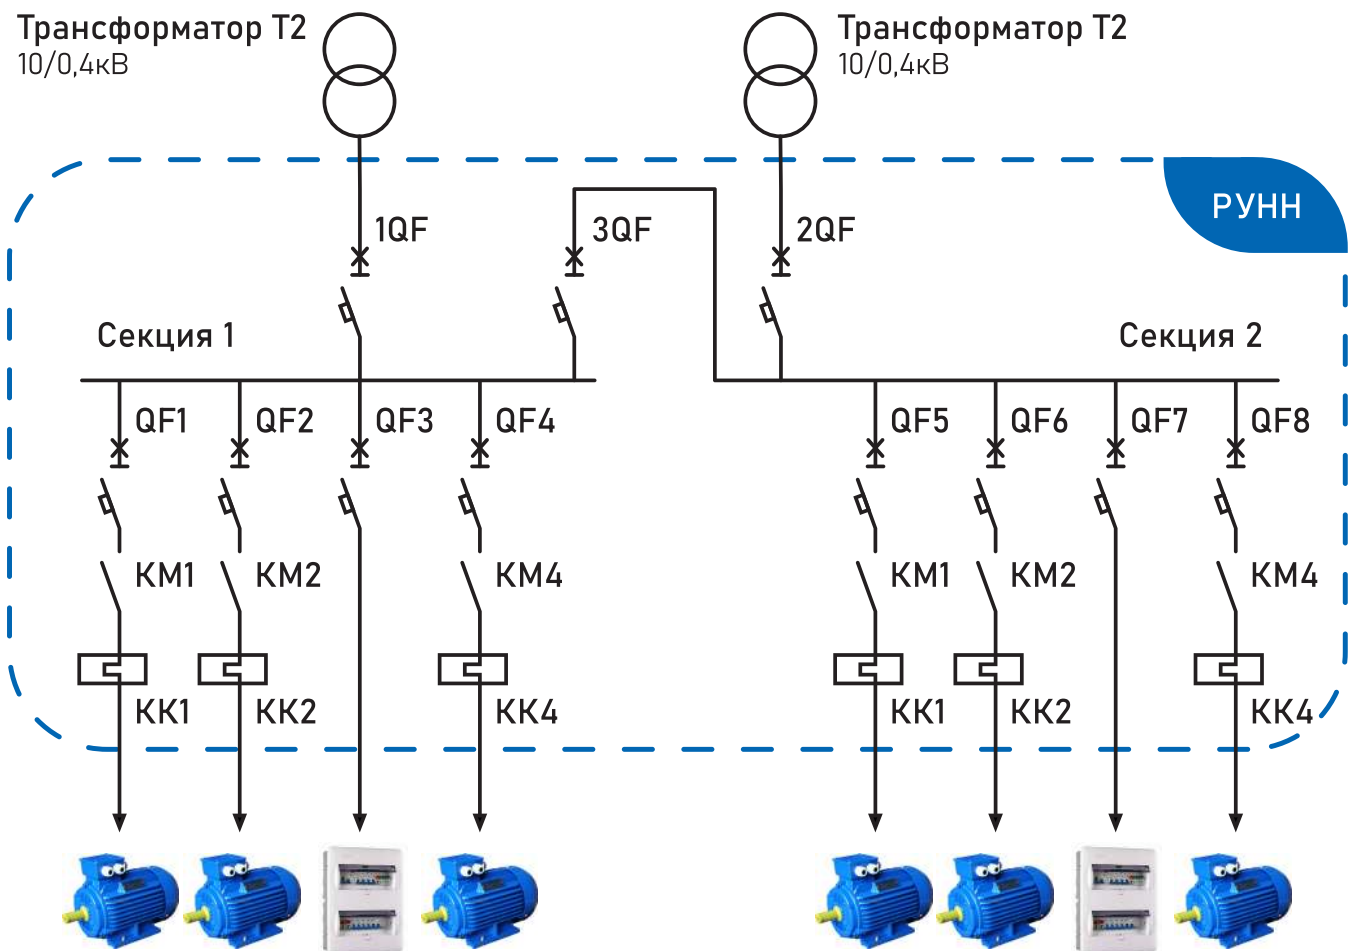 Трансформатор Т2
10/0,4кВ
Трансформатор Т2
10/0,4кВ
РУНН
1QF
3QF
2QF
Секция 1
Секция 2
QF1
QF2
QF3
QF4
QF5
QF6
QF7
QF8
КМ1
КМ2
КМ4
КМ1
КМ2
КМ4
КК1
КК2
КК4
КК1
КК2
КК4